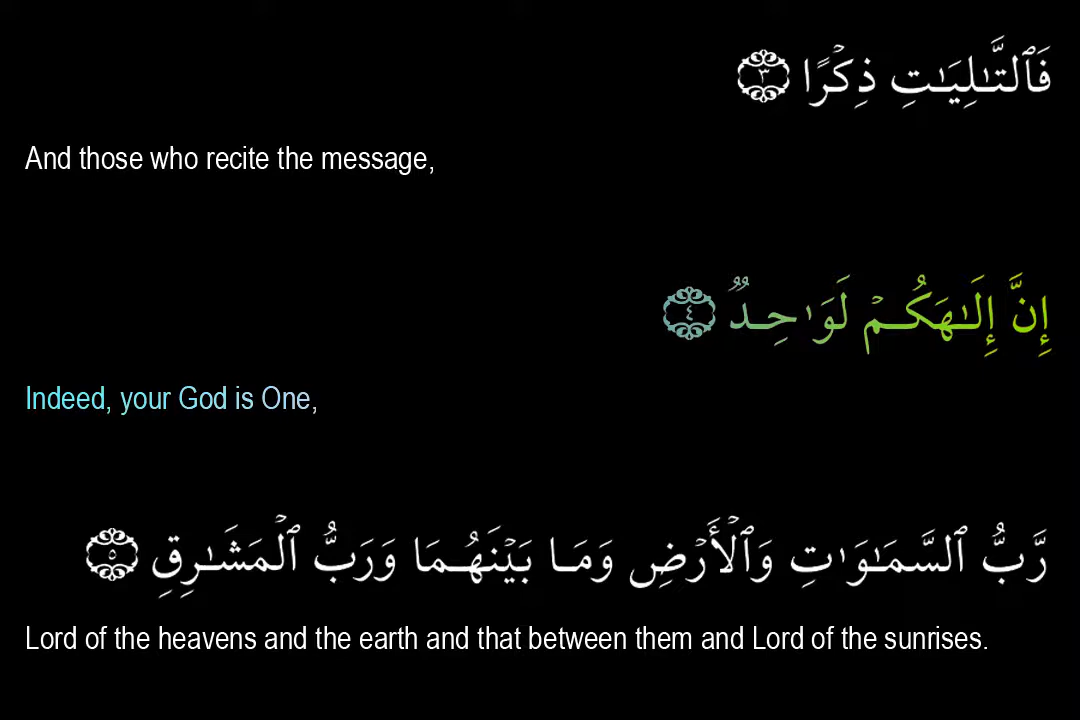 فَٱلتَّـٰلِيَـٰتِ ذِكْرًا ٣
And those who recite the message,
إِنَّ إِلَـٰهَكُمْ لَوَٰحِدٌ ٤
Indeed, your God is One,
رَّبُّ ٱلسَّمَـٰوَٰتِ وَٱلْأَرْضِ وَمَا بَيْنَهُمَا وَرَبُّ ٱلْمَشَـٰرِقِ ٥
Lord of the heavens and the earth and that between them and Lord of the sunrises.